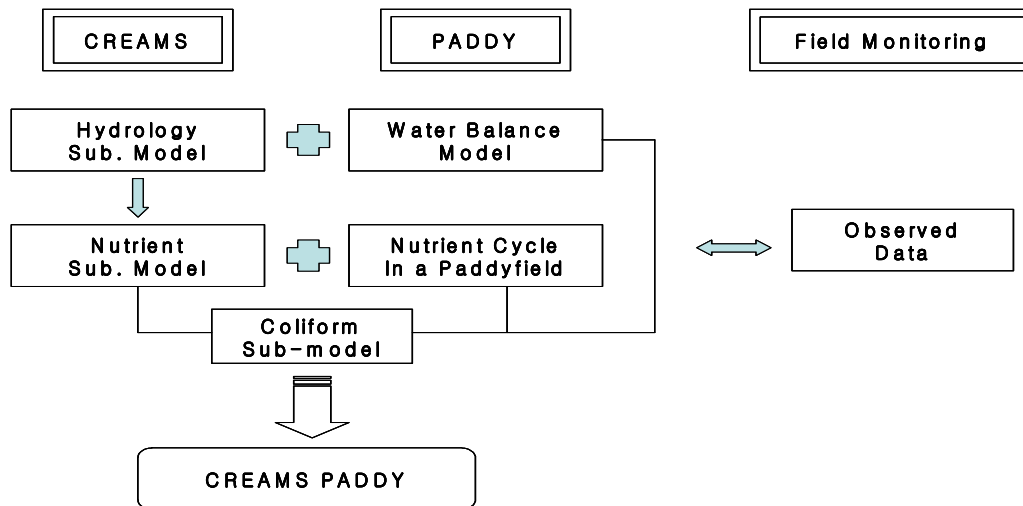 CREAMS
PADDY
Field Monitoring
Hydrology
Sub. Model
Water Balance
Model
Nutrient
Sub. Model
Nutrient Cycle
In a Paddyfield
Observed
Data
Coliform
Sub-model
CREAMS PADDY